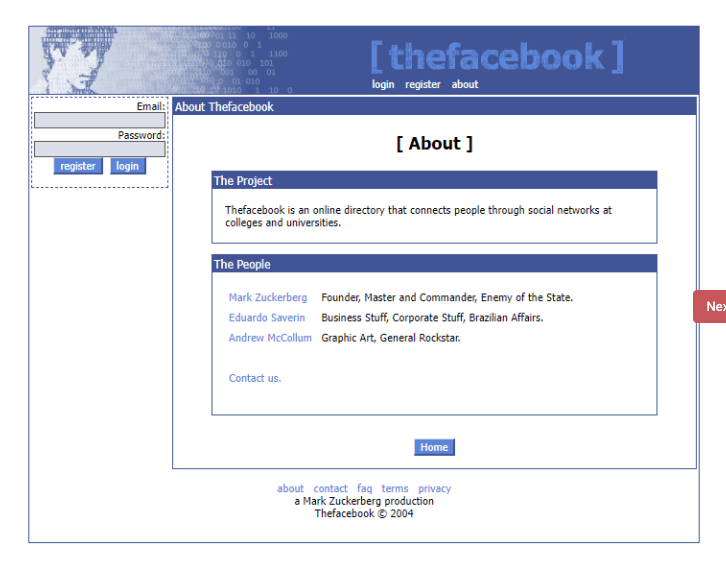 [ thefacebook ]
login register about
Email:
Password:
register login
About Thefacebook
[ About ]
The Project
Thefacebook is an online directory that connects people through social networks at
colleges and universities.
The People
Mark Zuckerberg Founder, Master and Commander, Enemy of the State.
Eduardo Saverin Business Stuff, Corporate Stuff, Brazilian Affairs.
Andrew McCollum Graphic Art, General Rockstar.
Contact us.
Home
about contact faq terms privacy
a Mark Zuckerberg production
Thefacebook © 2004